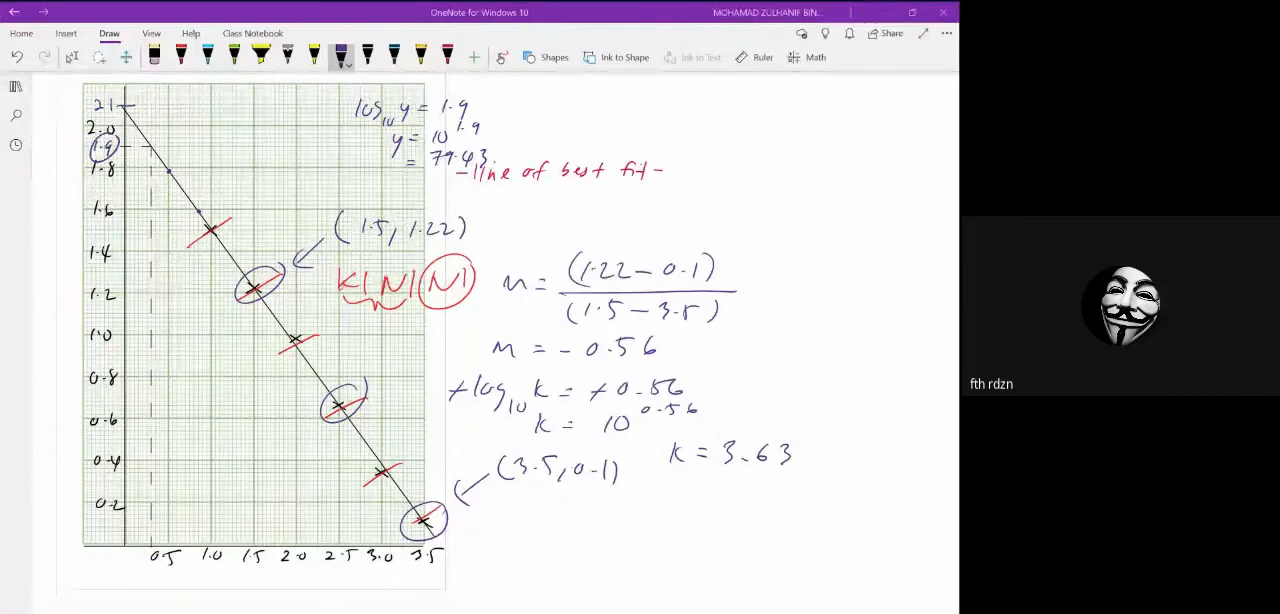 OneNote for Windows 10
MOHAMAD ZULHANIF BIN...
Home Insert Draw View History Review Help Class Notebook
Share
Shapes Ink to Shape Ink to Text Ruler Math
log₁₀ y = 1.9
y = 10^1.9
= 79.43
-line of best fit-
(1.5, 1.22)
K1 N1 N1
m = (1.22 - 0.1)
(1.5 - 3.5)
m = - 0.56
-log₁₀ k = -0.56
k = 10^0.56
k = 3.63
(3.5, 0.1)
2.1
2.0
1.9
1.8
1.6
1.4
1.2
1.0
0.8
0.6
0.4
0.2
0.5 1.0 1.5 2.0 2.5 3.0 3.5
fth rdzn